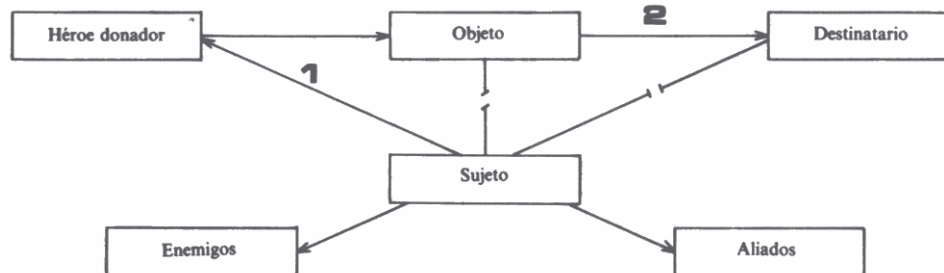 2
Héroe donador
Objeto
Destinatario
1
Sujeto
Enemigos
Aliados